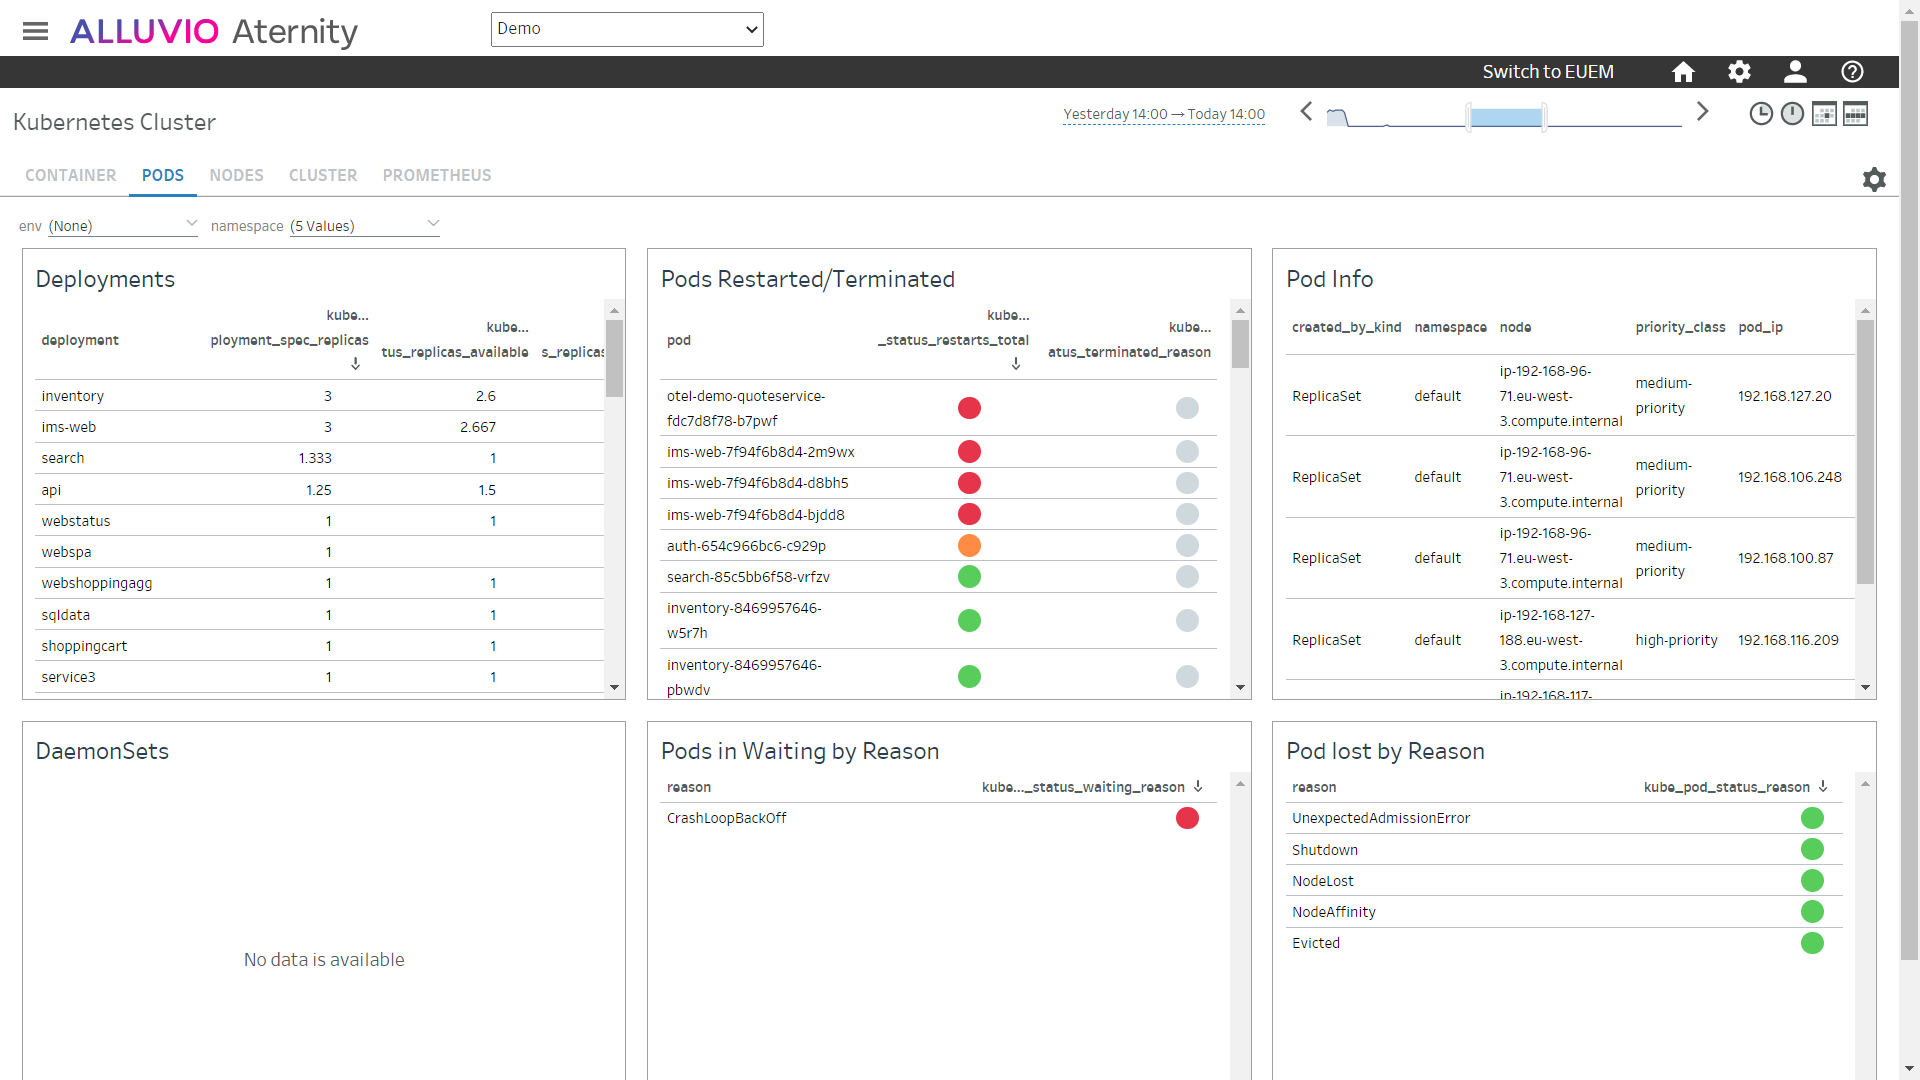 ALLUVIO Aternity
Demo
Switch to EUEM
Kubernetes Cluster
Yesterday 14:00 → Today 14:00
CONTAINER PODS NODES CLUSTER PROMETHEUS
env (None) namespace (5 Values)
Deployments
deployment kube... ployment_spec_replicas kube... tus_replicas_available s_replicas
inventory 3 2.6
ims-web 3 2.667
search 1.333 1
api 1.25 1.5
webstatus 1 1
webspa 1
webshoppingagg 1 1
sqldata 1 1
shoppingcart 1 1
service3 1 1
Pods Restarted/Terminated
pod kube... _status_restarts_total kube... atus_terminated_reason
otel-demo-quoteservice-
fdc7d8f78-b7pwf
ims-web-7f94f6b8d4-2m9wx
ims-web-7f94f6b8d4-d8bh5
ims-web-7f94f6b8d4-bjdd8
auth-654c966bc6-c929p
search-85c5bb6f58-vrfzv
inventory-8469957646-
w5r7h
inventory-8469957646-
pbwdv
Pod Info
created_by_kind namespace node priority_class pod_ip
ReplicaSet default ip-192-168-96-71.eu-west-3.compute.internal medium-priority 192.168.127.20
ReplicaSet default ip-192-168-96-71.eu-west-3.compute.internal medium-priority 192.168.106.248
ReplicaSet default ip-192-168-96-71.eu-west-3.compute.internal medium-priority 192.168.100.87
ReplicaSet default ip-192-168-127-188.eu-west-3.compute.internal high-priority 192.168.116.209
ip-192-168-117-
DaemonSets
No data is available
Pods in Waiting by Reason
reason kube..._status_waiting_reason
CrashLoopBackOff
Pod lost by Reason
reason kube_pod_status_reason
UnexpectedAdmissionError
Shutdown
NodeLost
NodeAffinity
Evicted